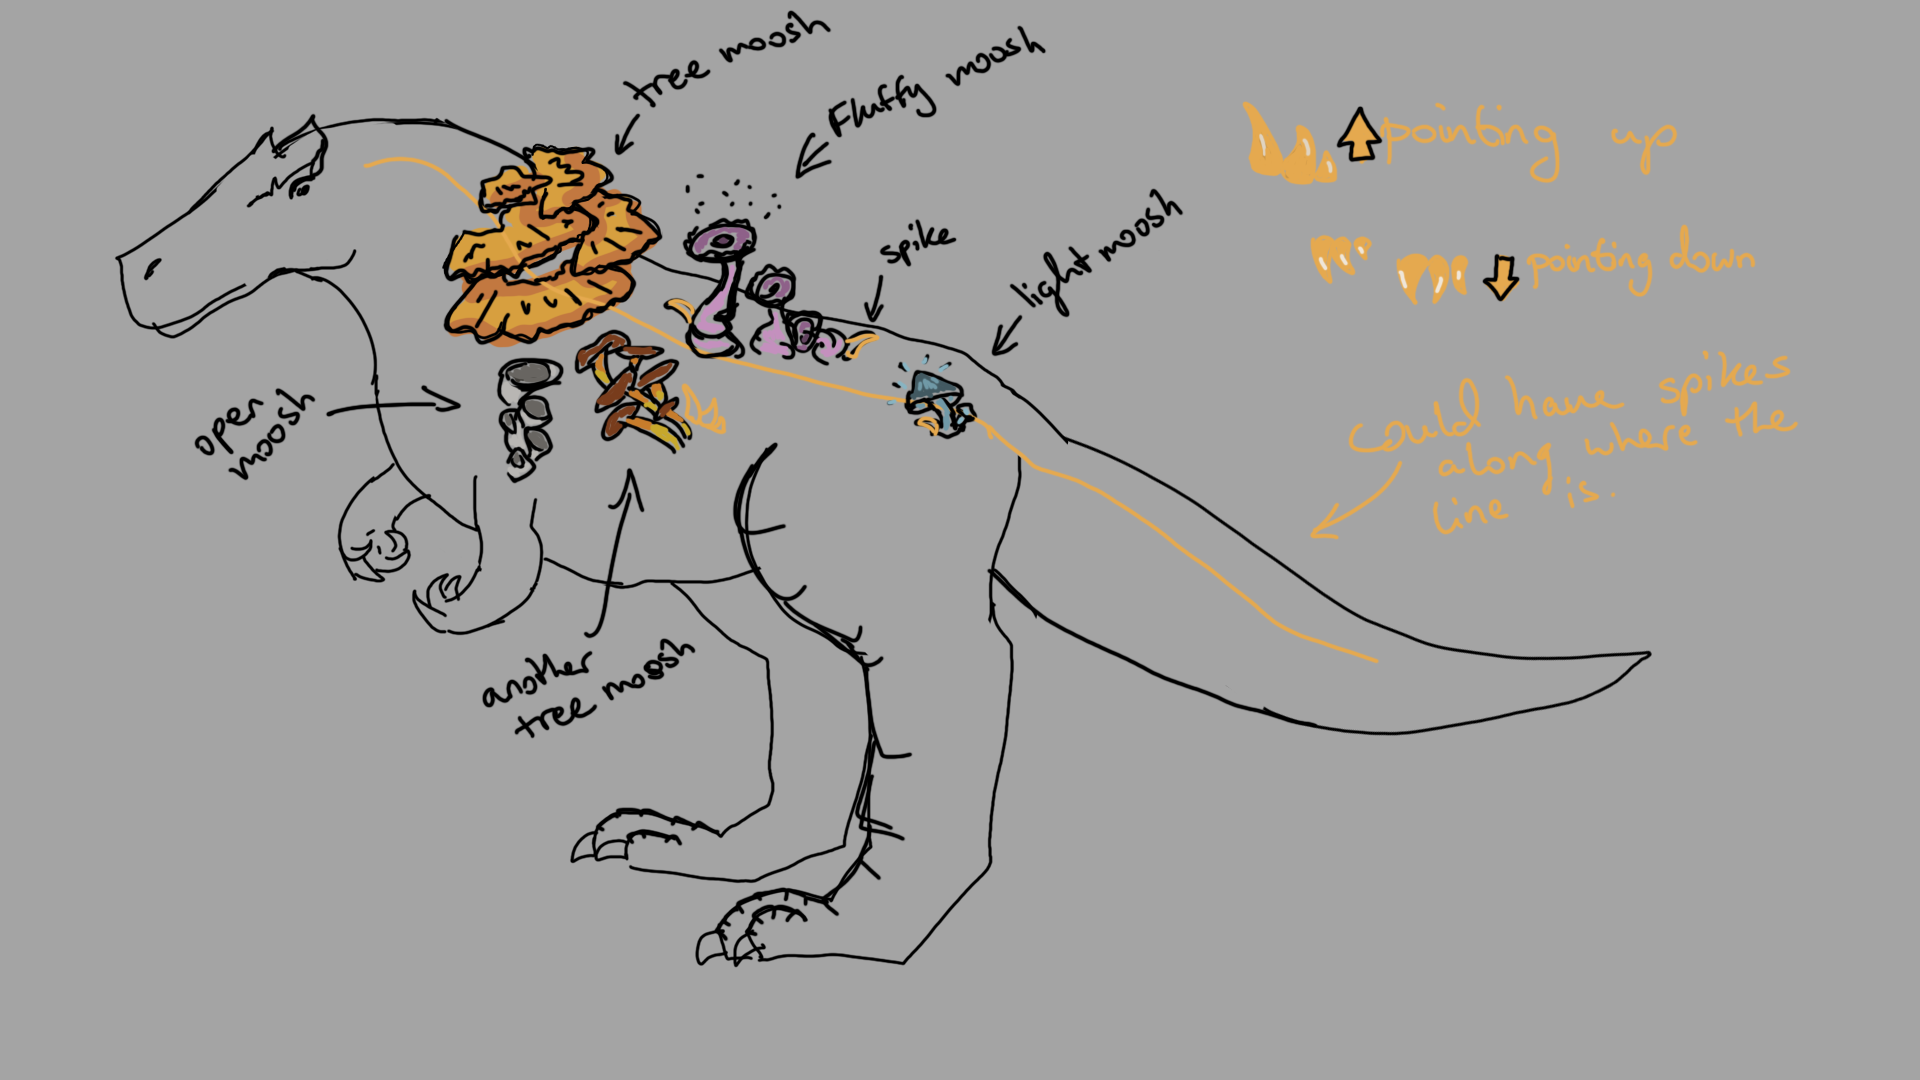 tree moosh
Fluffy moosh
spike
light moosh
open
moosh
another
tree moosh
pointing up
pointing down
Could have spikes
along where the
line is.